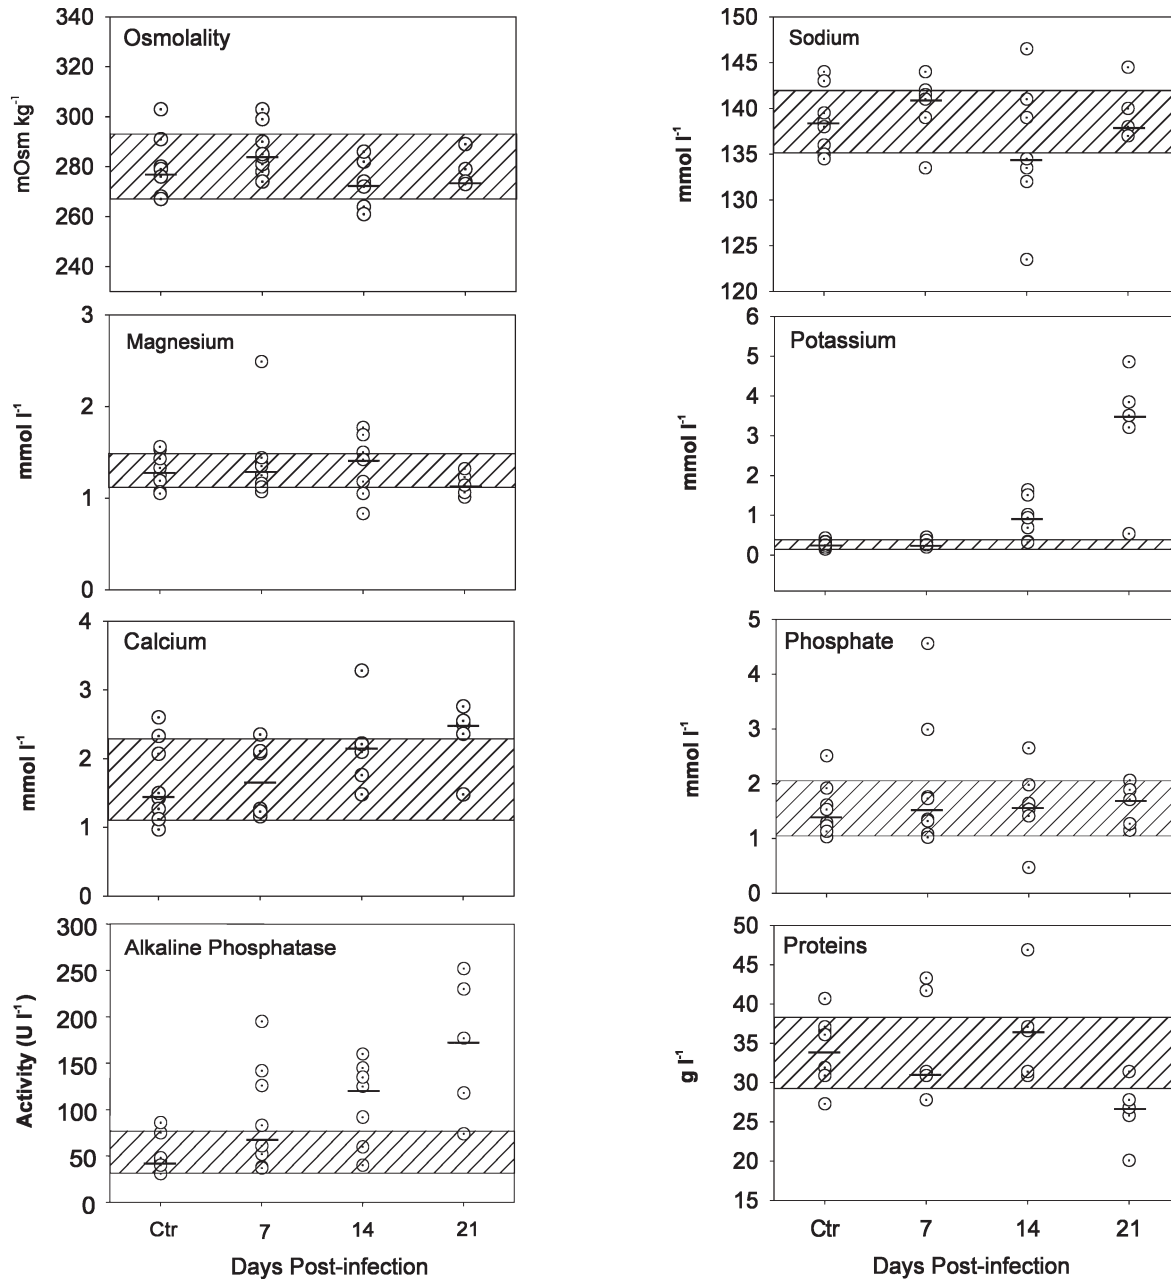 Osmolality
340
320
300
280
260
240
mOsm kg-1
Sodium
150
145
140
135
130
125
120
mmol l-1
Magnesium
3
2
1
0
mmol l-1
Potassium
6
5
4
3
2
1
0
mmol l-1
Calcium
4
3
2
1
0
mmol l-1
Phosphate
5
4
3
2
1
0
mmol l-1
Alkaline Phosphatase
300
250
200
150
100
50
0
Activity (U l-1)
Ctr 7 14 21
Days Post-infection
Proteins
50
45
40
35
30
25
20
15
g l-1
Ctr 7 14 21
Days Post-infection